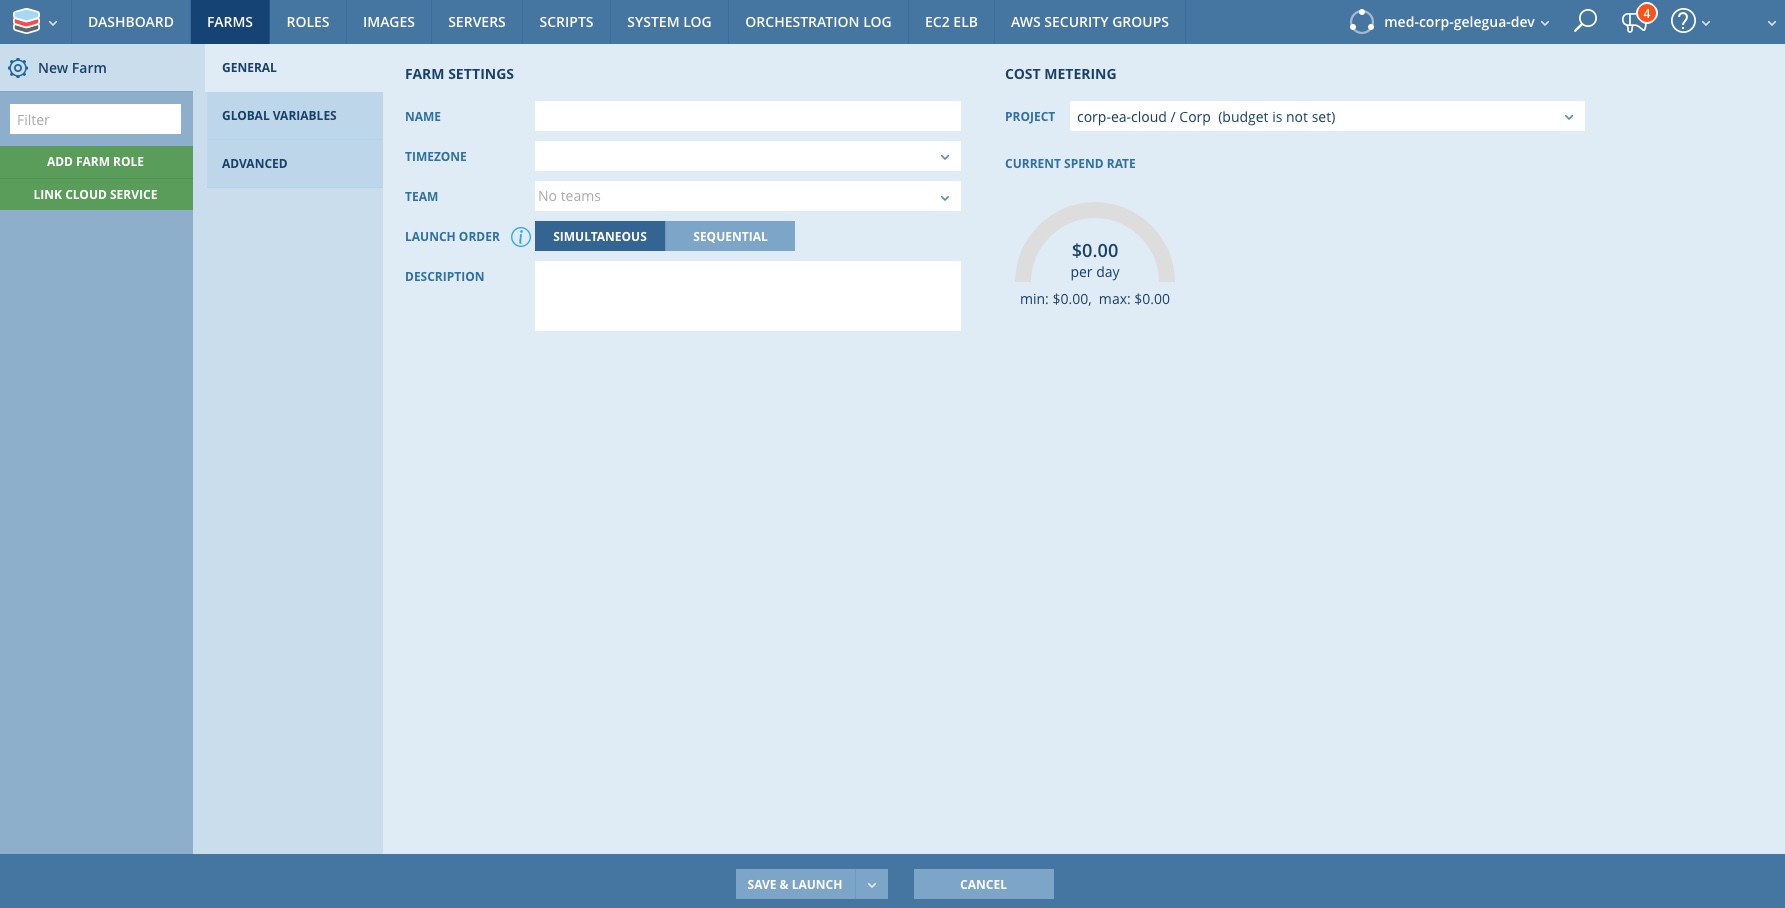 DASHBOARD FARMS ROLES IMAGES SERVERS SCRIPTS SYSTEM LOG ORCHESTRATION LOG EC2 ELB AWS SECURITY GROUPS med-corp-gelegua-dev 4
New Farm
Filter
ADD FARM ROLE
LINK CLOUD SERVICE
GENERAL
GLOBAL VARIABLES
ADVANCED
FARM SETTINGS
NAME
TIMEZONE
TEAM No teams
LAUNCH ORDER i SIMULTANEOUS SEQUENTIAL
DESCRIPTION
COST METERING
PROJECT corp-ea-cloud / Corp (budget is not set)
CURRENT SPEND RATE
$0.00
per day
min: $0.00, max: $0.00
SAVE & LAUNCH CANCEL